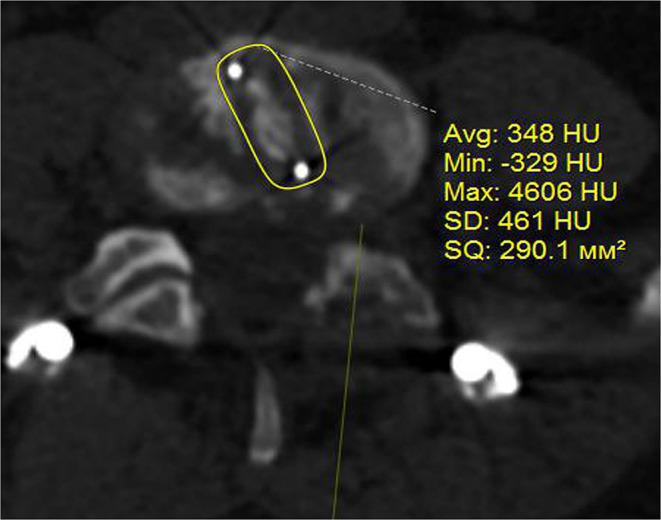 Avg: 348 HU
Min: -329 HU
Max: 4606 HU
SD: 461 HU
SQ: 290.1 мм²